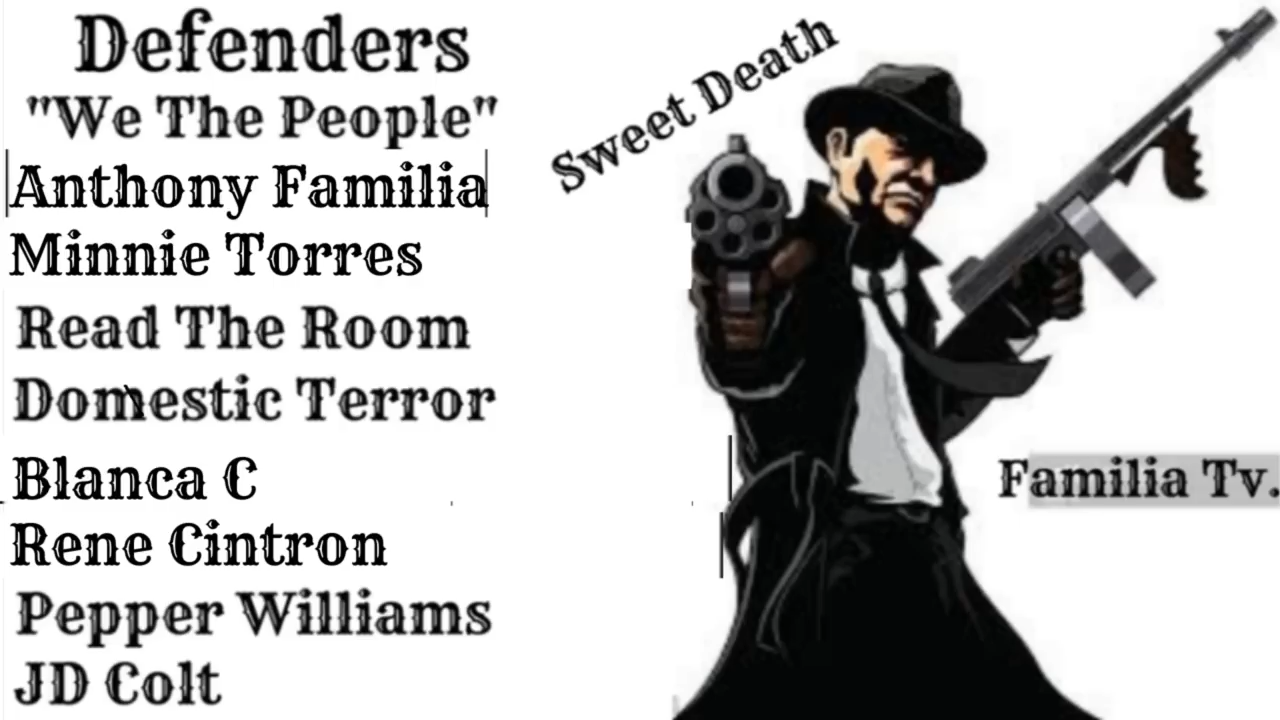 Defenders
"We The People"
Anthony Familia
Minnie Torres
Read The Room
Domestic Terror
Blanca C
Rene Cintron
Pepper Williams
JD Colt
Sweet Death
Familia Tv.